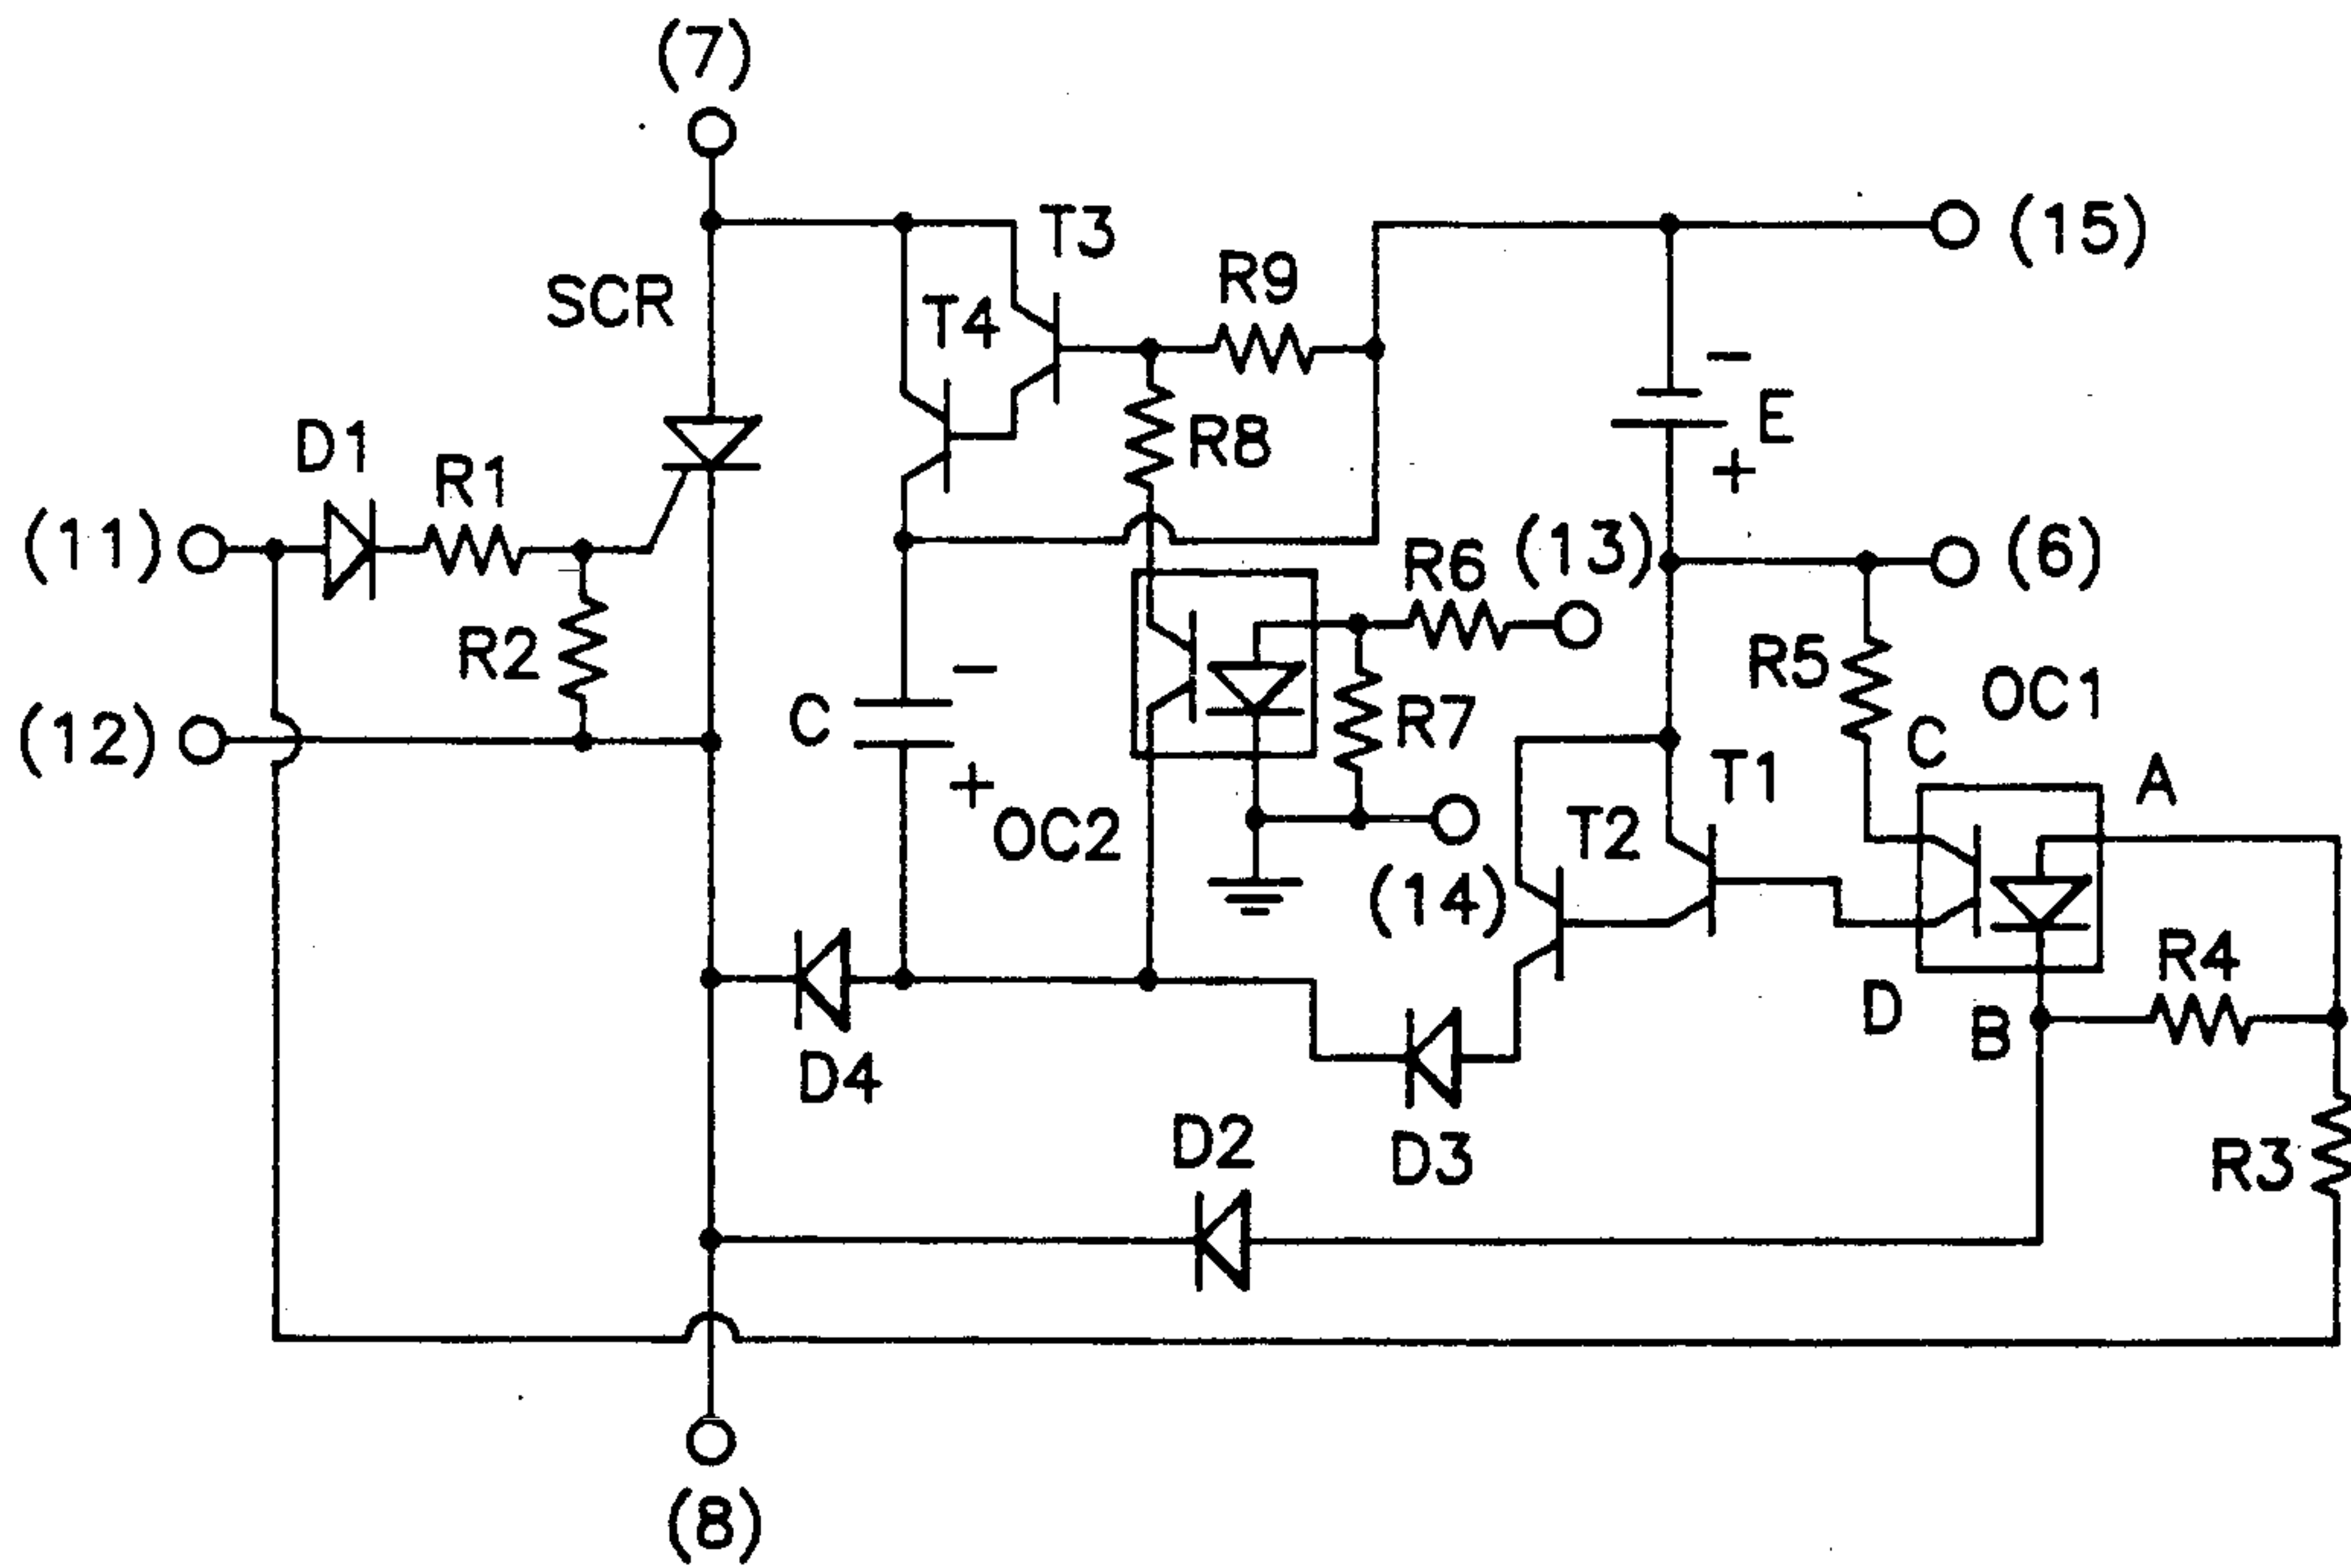 (7)
T3
(15)
R9
SCR
T4
−
E
R8
D1
+
R1
(11)
(13)
(6)
R6
R2
R5
−
OC1
(12)
C
R7
C
T1
A
+
OC2
T2
(14)
R4
D
B
D4
D2
D3
R3
(8)